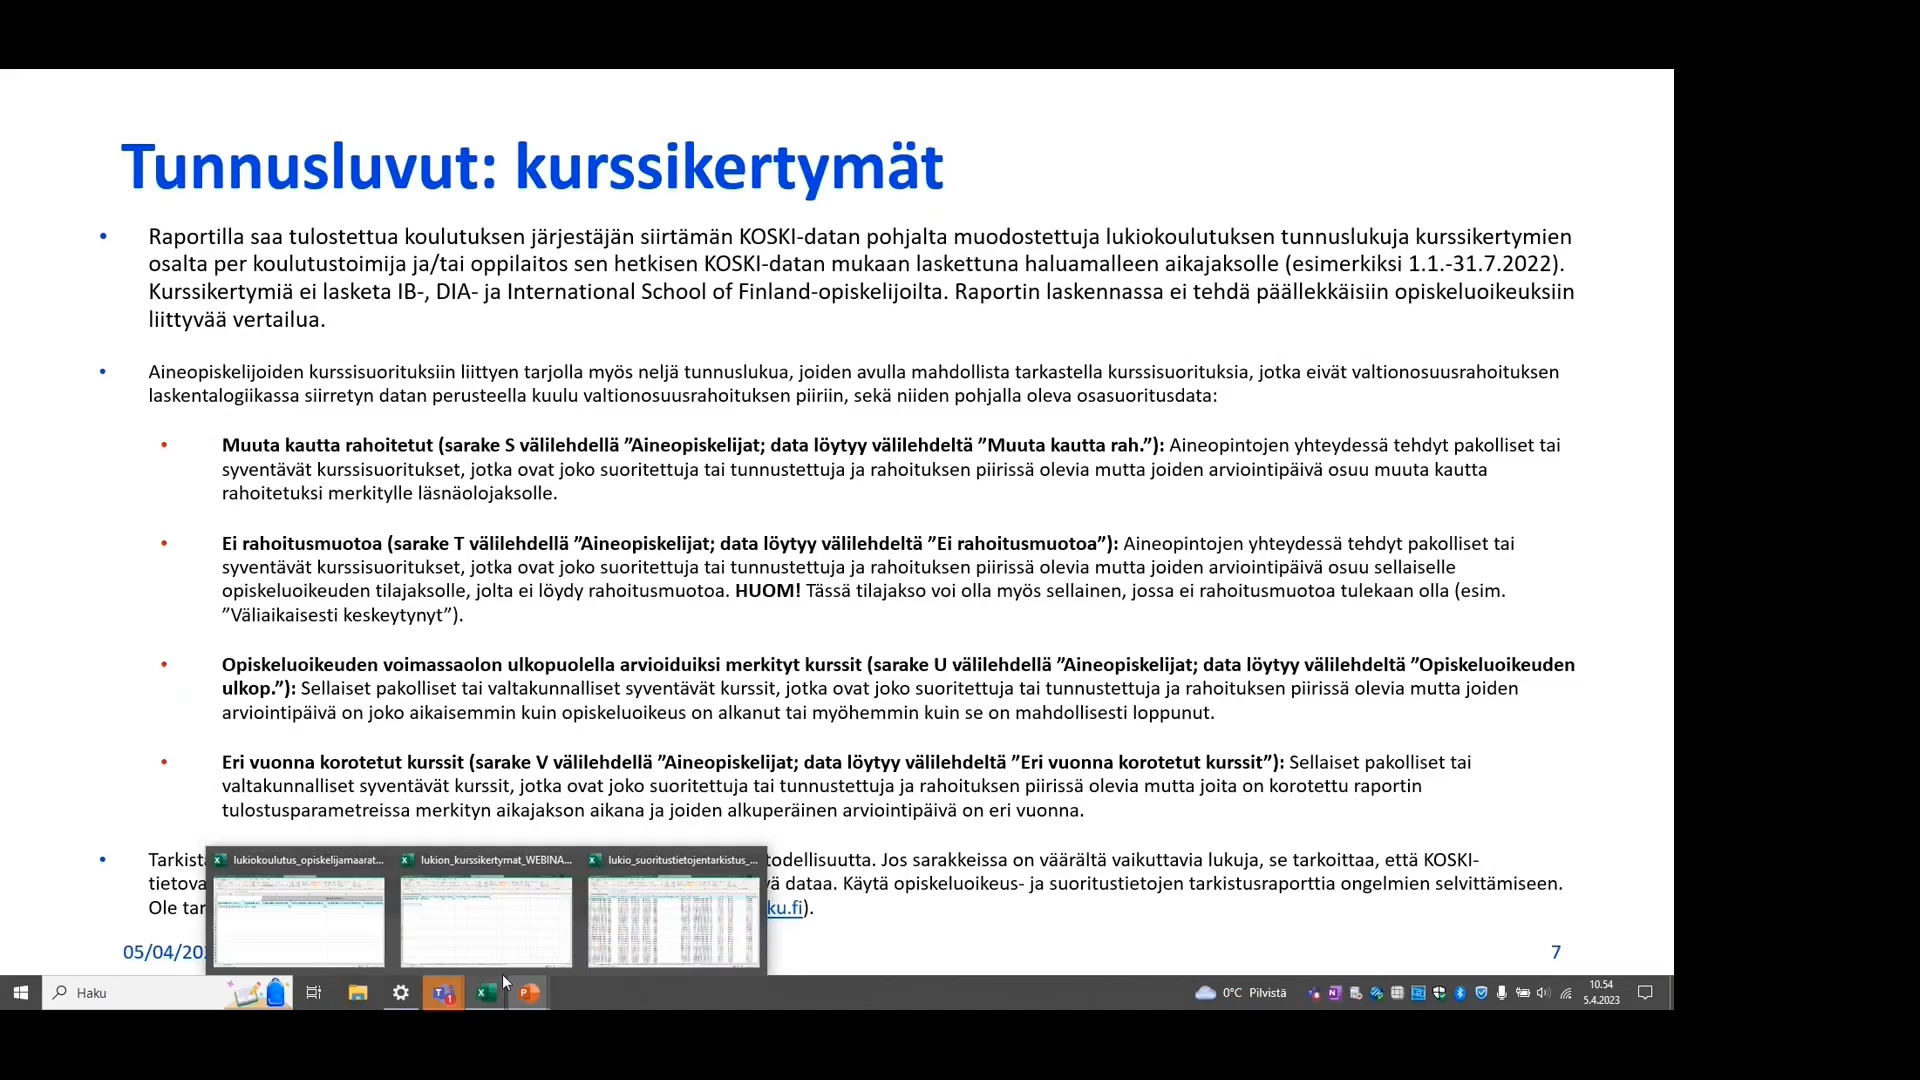 Tunnusluvut: kurssikertymät
• Raportilla saa tulostettua koulutuksen järjestäjän siirtämän KOSKI-datan pohjalta muodostettuja lukiokoulutuksen tunnuslukuja kurssikertymien
osalta per koulutustoimija ja/tai oppilaitos sen hetkisen KOSKI-datan mukaan laskettuna haluamalleen aikajaksolle (esimerkiksi 1.1.-31.7.2022).
Kurssikertymiä ei lasketa IB-, DIA- ja International School of Finland-opiskelijoilta. Raportin laskennassa ei tehdä päällekkäisiin opiskeluoikeuksiin
liittyvää vertailua.
• Aineopiskelijoiden kurssisuorituksiin liittyen tarjolla myös neljä tunnuslukua, joiden avulla mahdollista tarkastella kurssisuorituksia, jotka eivät valtionosuusrahoituksen
laskentalogiikassa siirretyn datan perusteella kuulu valtionosuusrahoituksen piiriin, sekä niiden pohjalla oleva osasuoritusdata:
• Muuta kautta rahoitetut (sarake S välilehdellä ”Aineopiskelijat; data löytyy välilehdeltä ”Muuta kautta rah.”): Aineopintojen yhteydessä tehdyt pakolliset tai
syventävät kurssisuoritukset, jotka ovat joko suoritettuja tai tunnustettuja ja rahoituksen piirissä olevia mutta joiden arviointipäivä osuu muuta kautta
rahoitetuksi merkitylle läsnäolojaksolle.
• Ei rahoitusmuotoa (sarake T välilehdellä ”Aineopiskelijat; data löytyy välilehdeltä ”Ei rahoitusmuotoa”): Aineopintojen yhteydessä tehdyt pakolliset tai
syventävät kurssisuoritukset, jotka ovat joko suoritettuja tai tunnustettuja ja rahoituksen piirissä olevia mutta joiden arviointipäivä osuu sellaiselle
opiskeluoikeuden tilajaksolle, jolta ei löydy rahoitusmuotoa. HUOM! Tässä tilajakso voi olla myös sellainen, jossa ei rahoitusmuotoa tulekaan olla (esim.
”Väliaikaisesti keskeytynyt”).
• Opiskeluoikeuden voimassaolon ulkopuolella arvioiduiksi merkityt kurssit (sarake U välilehdellä ”Aineopiskelijat; data löytyy välilehdeltä ”Opiskeluoikeuden
ulkop.”): Sellaiset pakolliset tai valtakunnalliset syventävät kurssit, jotka ovat joko suoritettuja tai tunnustettuja ja rahoituksen piirissä olevia mutta joiden
arviointipäivä on joko aikaisemmin kuin opiskeluoikeus on alkanut tai myöhemmin kuin se on mahdollisesti loppunut.
• Eri vuonna korotetut kurssit (sarake V välilehdellä ”Aineopiskelijat; data löytyy välilehdeltä ”Eri vuonna korotetut kurssit”): Sellaiset pakolliset tai
valtakunnalliset syventävät kurssit, jotka ovat joko suoritettuja tai tunnustettuja ja rahoituksen piirissä olevia mutta joita on korotettu raportin
tulostusparametreissa merkityn aikajakson aikana ja joiden alkuperäinen arviointipäivä on eri vuonna.
• Tarkist todellisuutta. Jos sarakkeissa on väärältä vaikuttavia lukuja, se tarkoittaa, että KOSKI-
tietova ä dataa. Käytä opiskeluoikeus- ja suoritustietojen tarkistusraporttia ongelmien selvittämiseen.
Ole tar ku.fi).
lukiokoulutus_opiskelijamaarat... lukion_kurssikertymat_WEBINA... lukio_suoritustietojentarkistus_...
05/04/20 7
Haku 0°C Pilvistä 10.54
5.4.2023